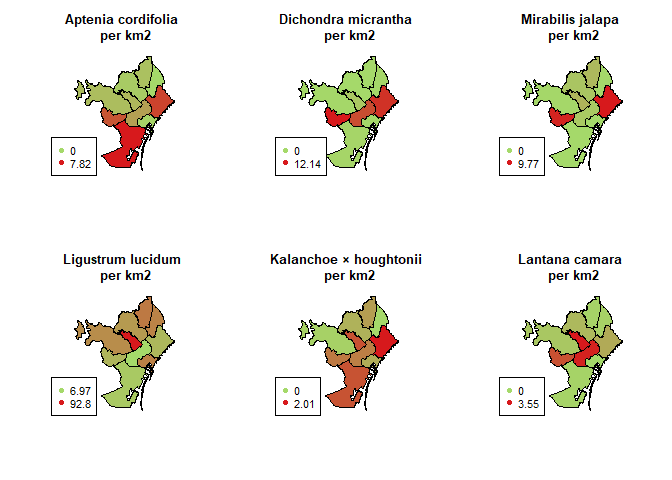 Aptenia cordifolia
per km2
0
7.82
Dichondra micrantha
per km2
0
12.14
Mirabilis jalapa
per km2
0
9.77
Ligustrum lucidum
per km2
6.97
92.8
Kalanchoe × houghtonii
per km2
0
2.01
Lantana camara
per km2
0
3.55